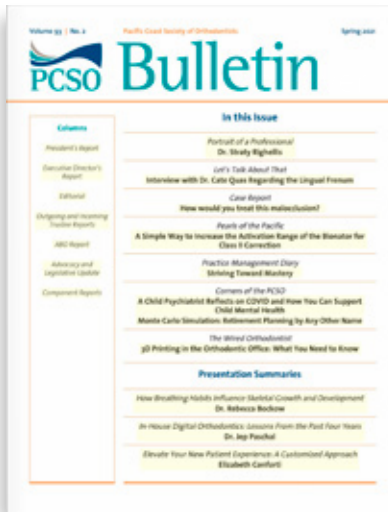 Volume 93 | No. 2
Pacific Coast Society of Orthodontists
Spring 2021
PCSO
Bulletin
Columns
President's Report
Executive Director's
Report
Editorial
Outgoing and Incoming
Trustee Reports
ABO Report
Advocacy and
Legislative Update
Component Reports
In this Issue
Portrait of a Professional
Dr. Straty Righellis
Let's Talk About That
Interview with Dr. Cate Quas Regarding the Lingual Frenum
Case Report
How would you treat this malocclusion?
Pearls of the Pacific
A Simple Way to Increase the Activation Range of the Bionator for
Class II Correction
Practice Management Diary
Striving Toward Mastery
Corners of the PCSO
A Child Psychiatrist Reflects on COVID and How You Can Support
Child Mental Health
Monte Carlo Simulation: Retirement Planning by Any Other Name
The Wired Orthodontist
3D Printing in the Orthodontic Office: What You Need to Know
Presentation Summaries
How Breathing Habits Influence Skeletal Growth and Development
Dr. Rebecca Bockow
In-House Digital Orthodontics: Lessons From the Past Four Years
Dr. Jep Paschal
Elevate Your New Patient Experience: A Customized Approach
Elizabeth Canforti